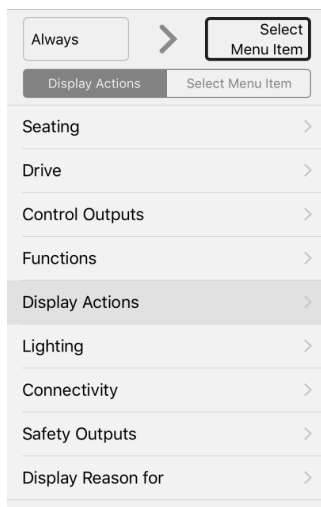 Always
Select
Menu Item
Display Actions
Select Menu Item
Seating
Drive
Control Outputs
Functions
Display Actions
Lighting
Connectivity
Safety Outputs
Display Reason for